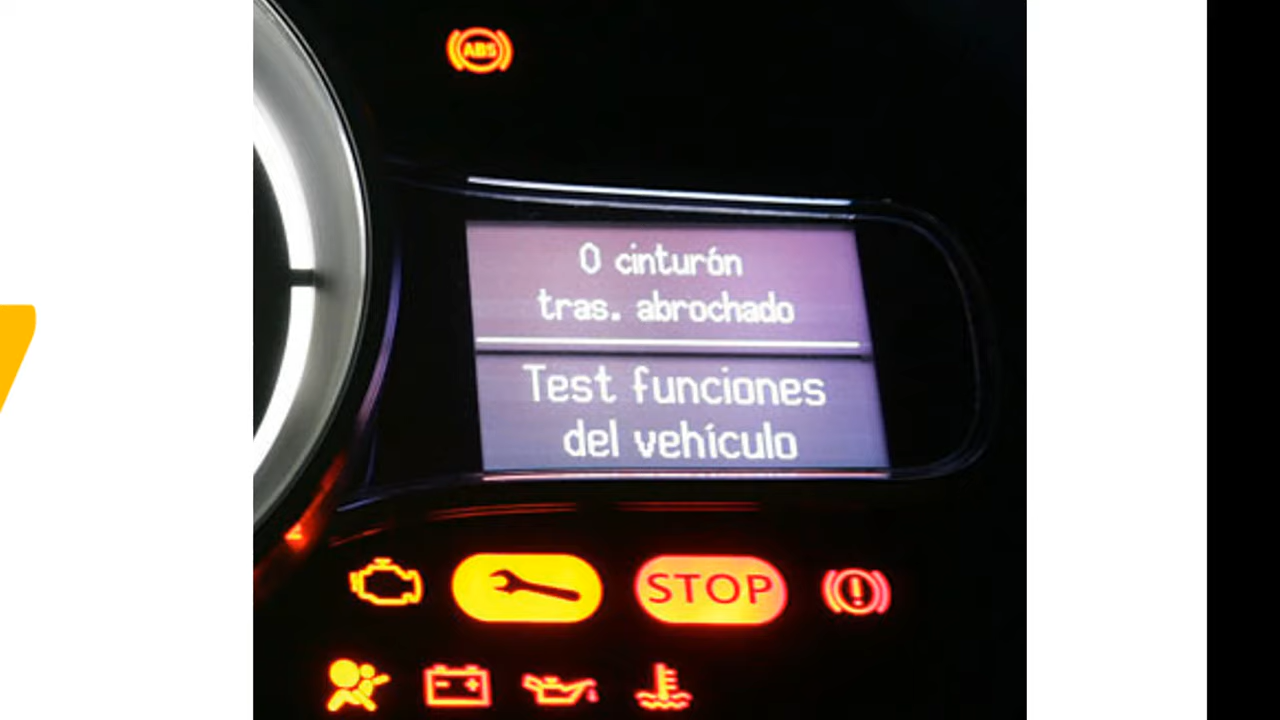 ABS
0 cinturón
tras. abrochado
Test funciones
del vehículo
STOP